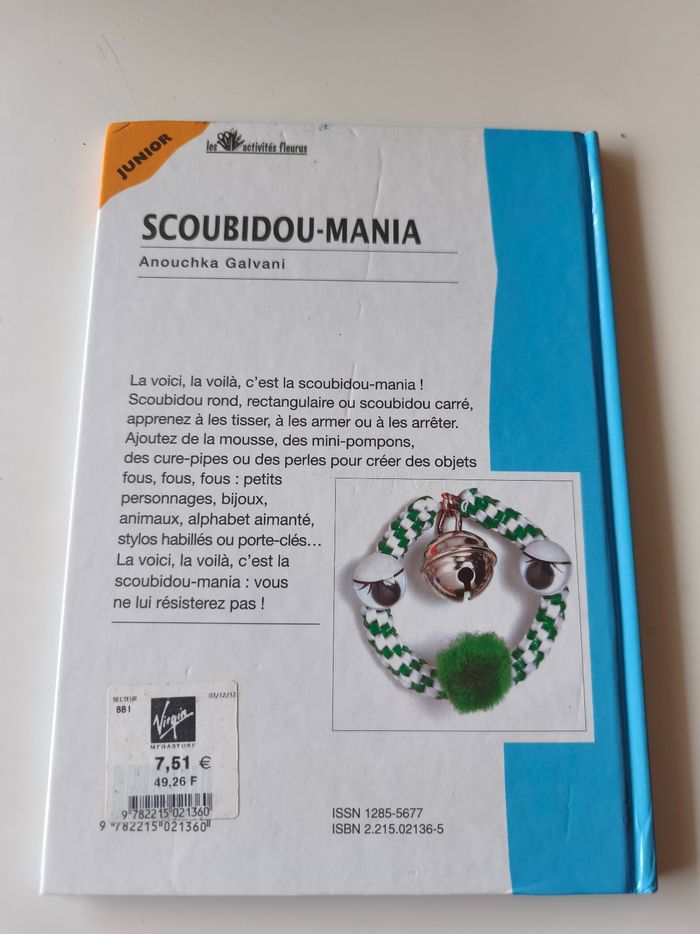 JUNIOR
les activités fleurus
SCOUBIDOU-MANIA
Anouchka Galvani
La voici, la voilà, c'est la scoubidou-mania !
Scoubidou rond, rectangulaire ou scoubidou carré,
apprenez à les tisser, à les armer ou à les arrêter.
Ajoutez de la mousse, des mini-pompons,
des cure-pipes ou des perles pour créer des objets
fous, fous, fous : petits
personnages, bijoux,
animaux, alphabet aimanté,
stylos habillés ou porte-clés...
La voici, la voilà, c'est la
scoubidou-mania : vous
ne lui résisterez pas !
SECTEUR 03/12/12
881
Virgin
MEGASTORE
7,51 €
49,26 F
9 782215 021360
9 782215 021360
ISSN 1285-5677
ISBN 2.215.02136-5